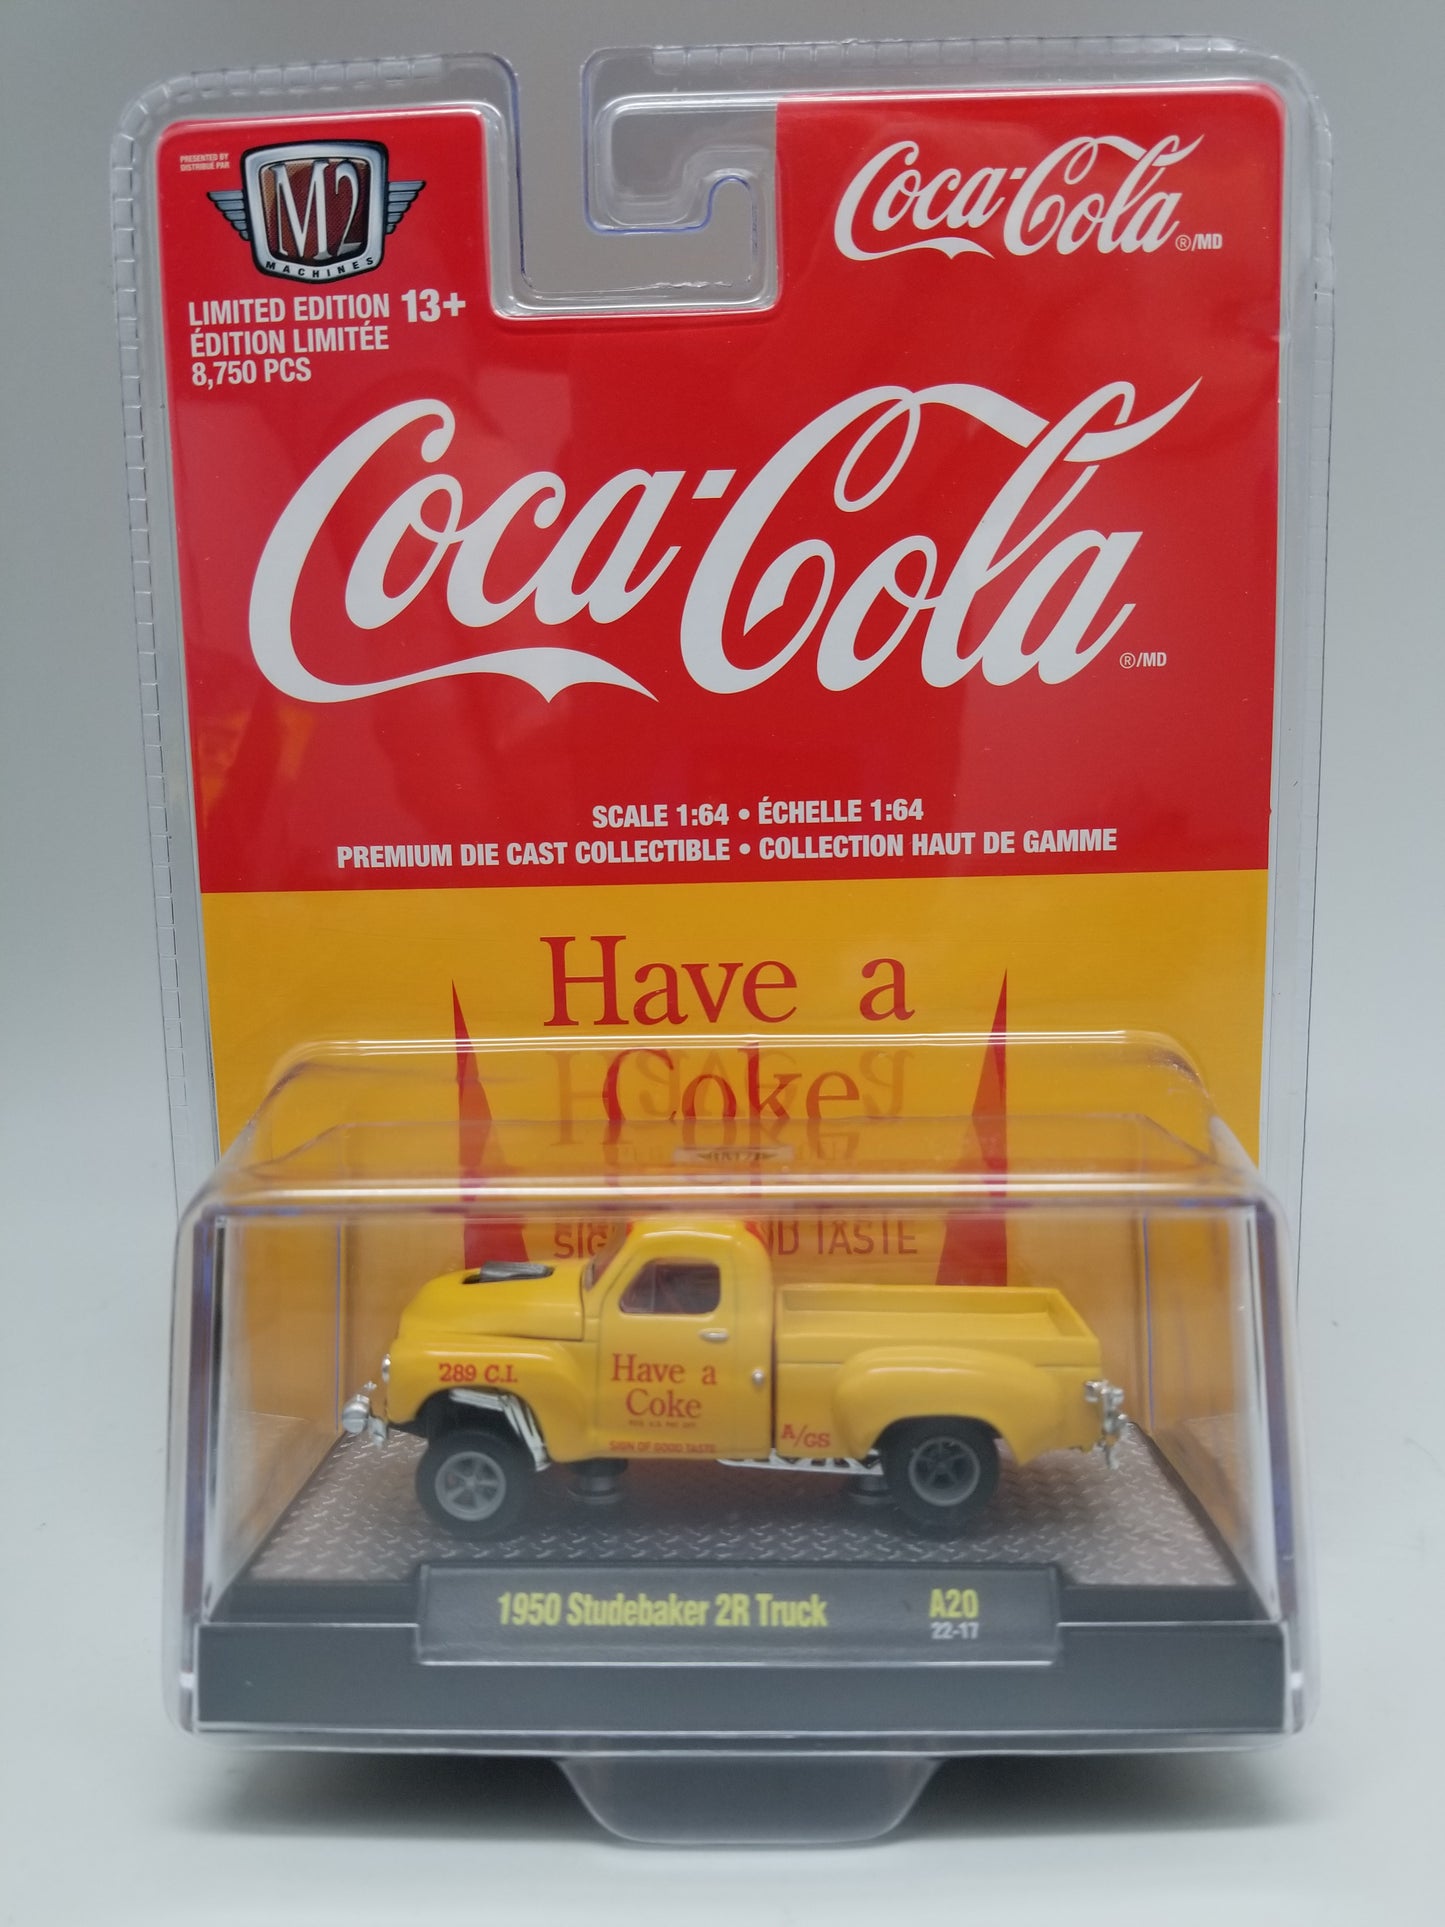 PRESENTED BY
DISTRIBUÉ PAR
M2
MACHINES
LIMITED EDITION 13+
ÉDITION LIMITÉE
8,750 PCS
Coca-Cola
®/MD
Coca-Cola
®/MD
SCALE 1:64 • ÉCHELLE 1:64
PREMIUM DIE CAST COLLECTIBLE • COLLECTION HAUT DE GAMME
Have a
Coke
TASTE
289 C.I.
Have a
Coke
SIGN OF GOOD TASTE
A/GS
1950 Studebaker 2R Truck
A20
22-17